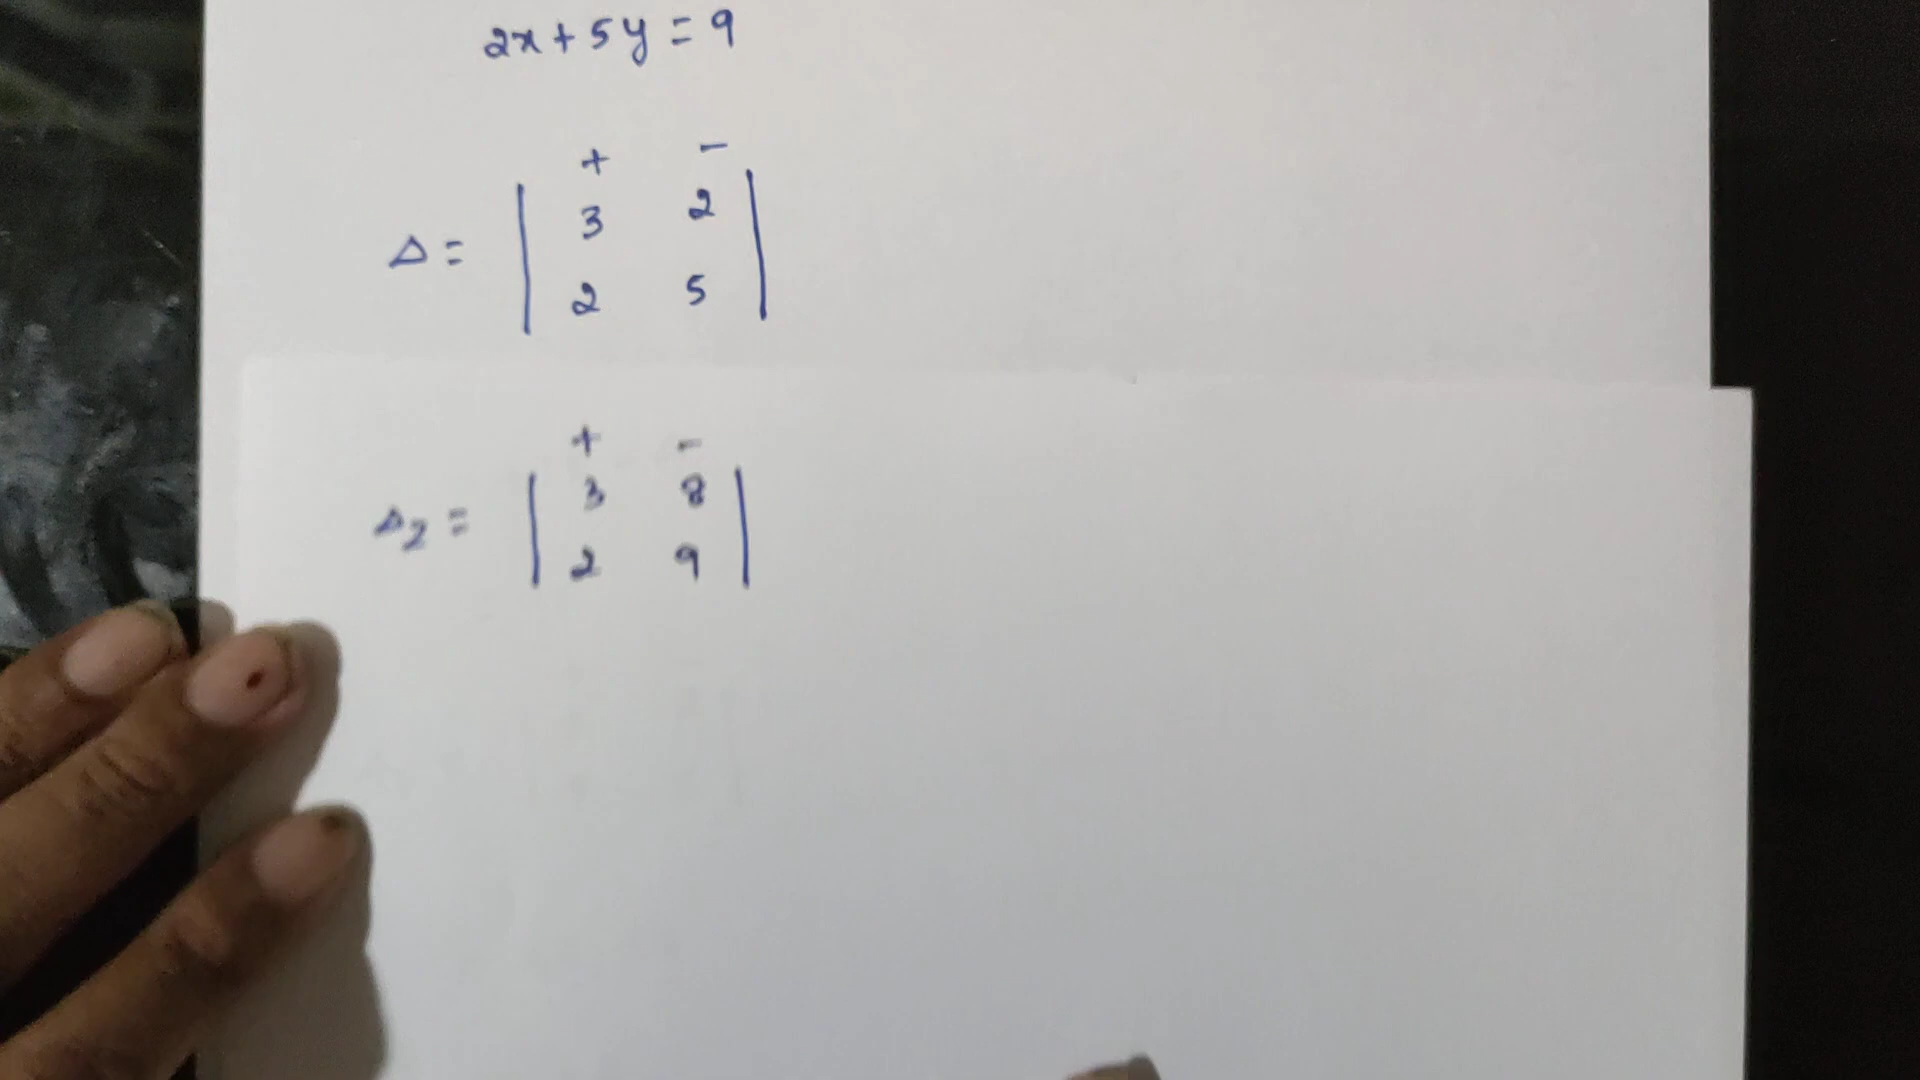 2x + 5y = 9
+ -
3 2
Δ =
2 5
+ -
3 8
Δ2 =
2 9